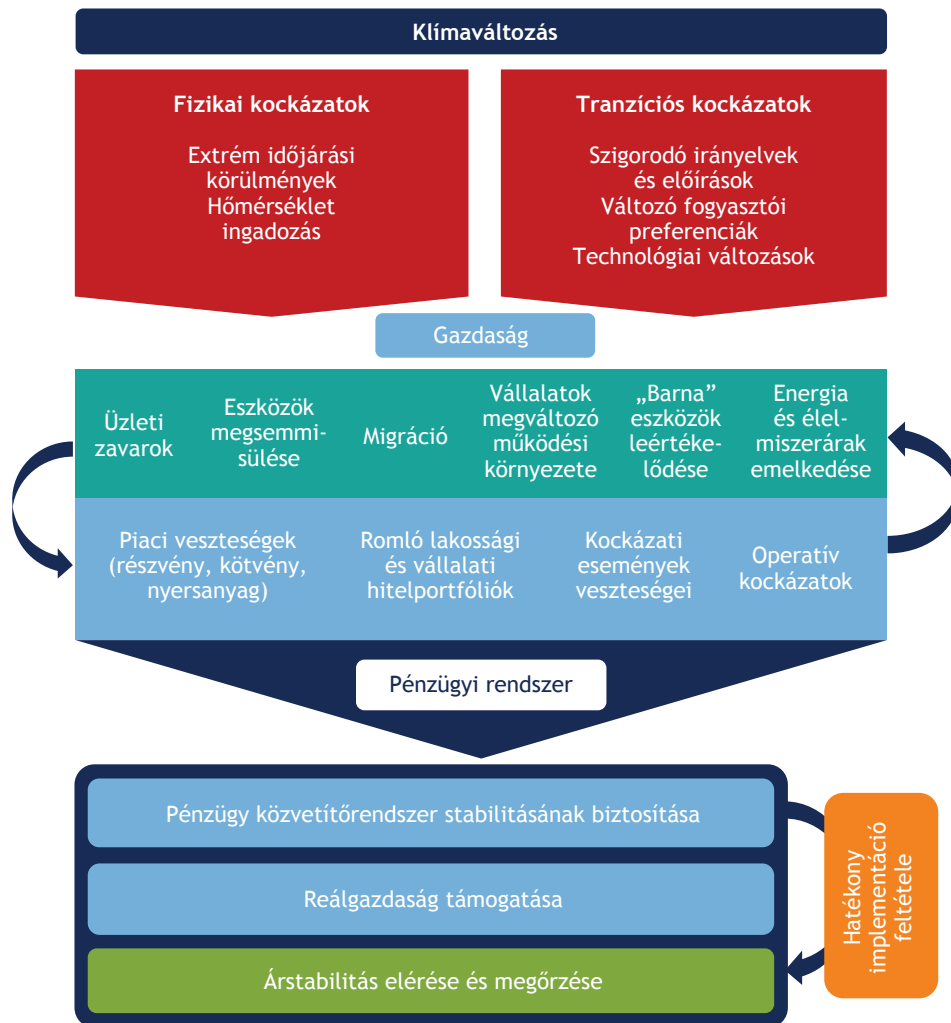 Klímaváltozás
Fizikai kockázatok
Extrém időjárási
körülmények
Hőmérséklet
ingadozás
Tranzíciós kockázatok
Szigorodó irányelvek
és előírások
Változó fogyasztói
preferenciák
Technológiai változások
Gazdaság
Üzleti
zavarok
Eszközök
megsemmi-
sülése
Migráció
Vállalatok
megváltozó
működési
környezete
„Barna”
eszközök
leértéke-
lődése
Energia
és élel-
miszerárak
emelkedése
Piaci veszteségek
(részvény, kötvény,
nyersanyag)
Romló lakossági
és vállalati
hitelportfóliók
Kockázati
események
veszteségei
Operatív
kockázatok
Pénzügyi rendszer
Pénzügy közvetítőrendszer stabilitásának biztosítása
Reálgazdaság támogatása
Árstabilitás elérése és megőrzése
Hatékony
implementáció
feltétele